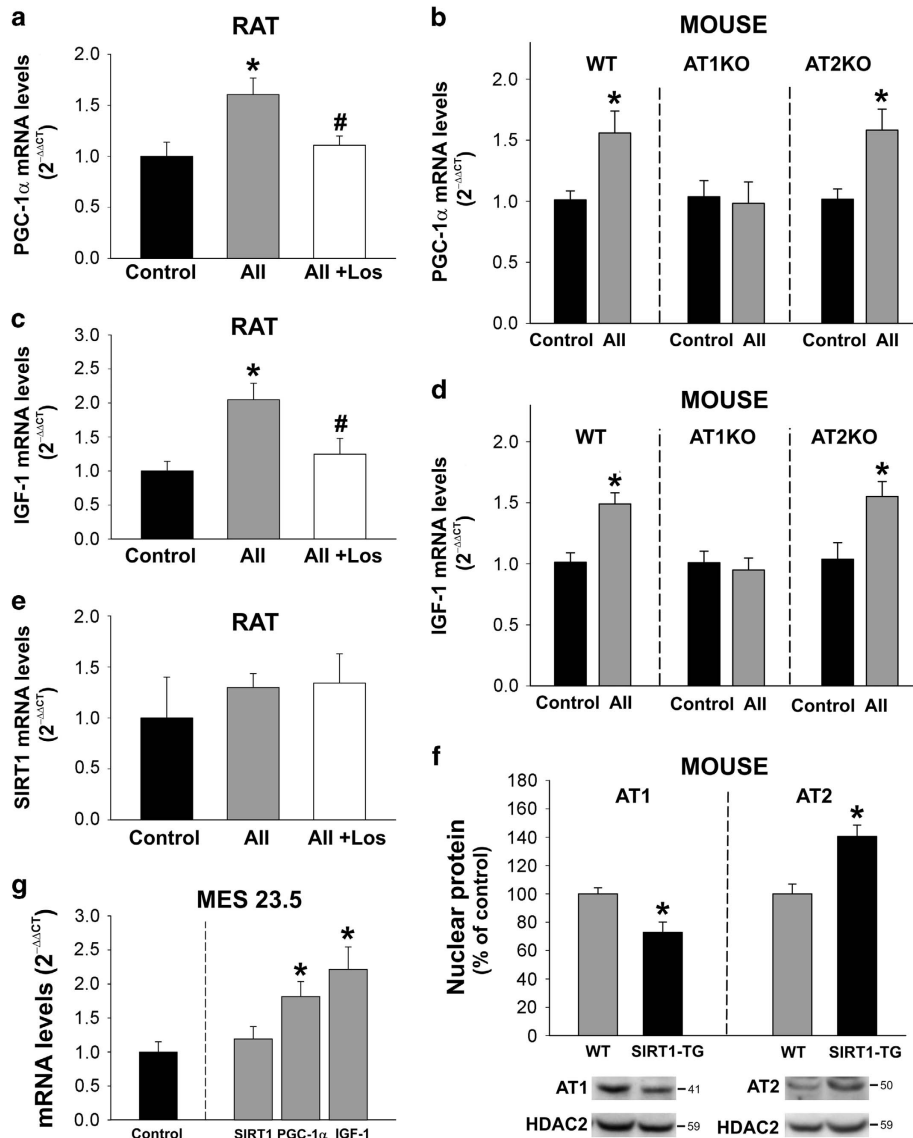 a
RAT
PGC-1α mRNA levels
(2⁻ΔΔCT)
2.0
1.5
1.0
0.5
0.0
*
#
Control AII AII +Los
b
MOUSE
WT AT1KO AT2KO
PGC-1α mRNA levels
(2⁻ΔΔCT)
2.0
1.5
1.0
0.5
0.0
*
*
Control AII Control AII Control AII
c
RAT
IGF-1 mRNA levels
(2⁻ΔΔCT)
3.0
2.5
2.0
1.5
1.0
0.5
0.0
*
#
Control AII AII +Los
d
MOUSE
WT AT1KO AT2KO
IGF-1 mRNA levels
(2⁻ΔΔCT)
2.0
1.5
1.0
0.5
0.0
*
*
Control AII Control AII Control AII
e
RAT
SIRT1 mRNA levels
(2⁻ΔΔCT)
2.0
1.5
1.0
0.5
0.0
Control AII AII +Los
f
MOUSE
AT1 AT2
Nuclear protein
(% of control)
180
160
140
120
100
80
60
40
20
0
*
*
WT SIRT1-TG WT SIRT1-TG
AT1 41
HDAC2 59
AT2 50
HDAC2 59
g
MES 23.5
mRNA levels (2⁻ΔΔCT)
3.0
2.5
2.0
1.5
1.0
0.5
0.0
*
*
Control SIRT1 PGC-1α IGF-1